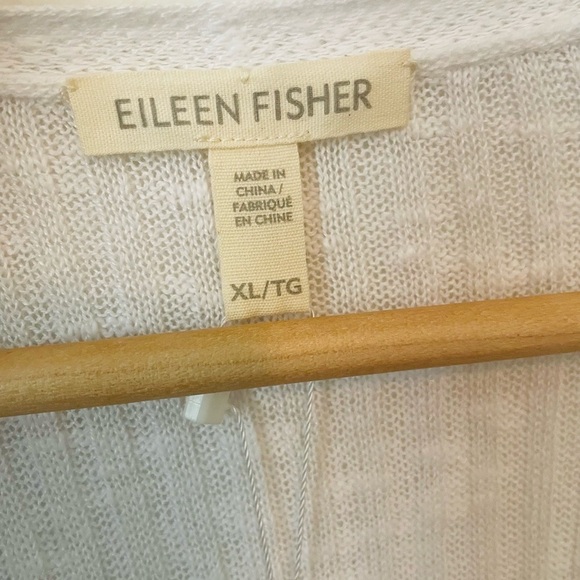 EILEEN FISHER
MADE IN
CHINA /
FABRIQUÉ
EN CHINE
XL/TG